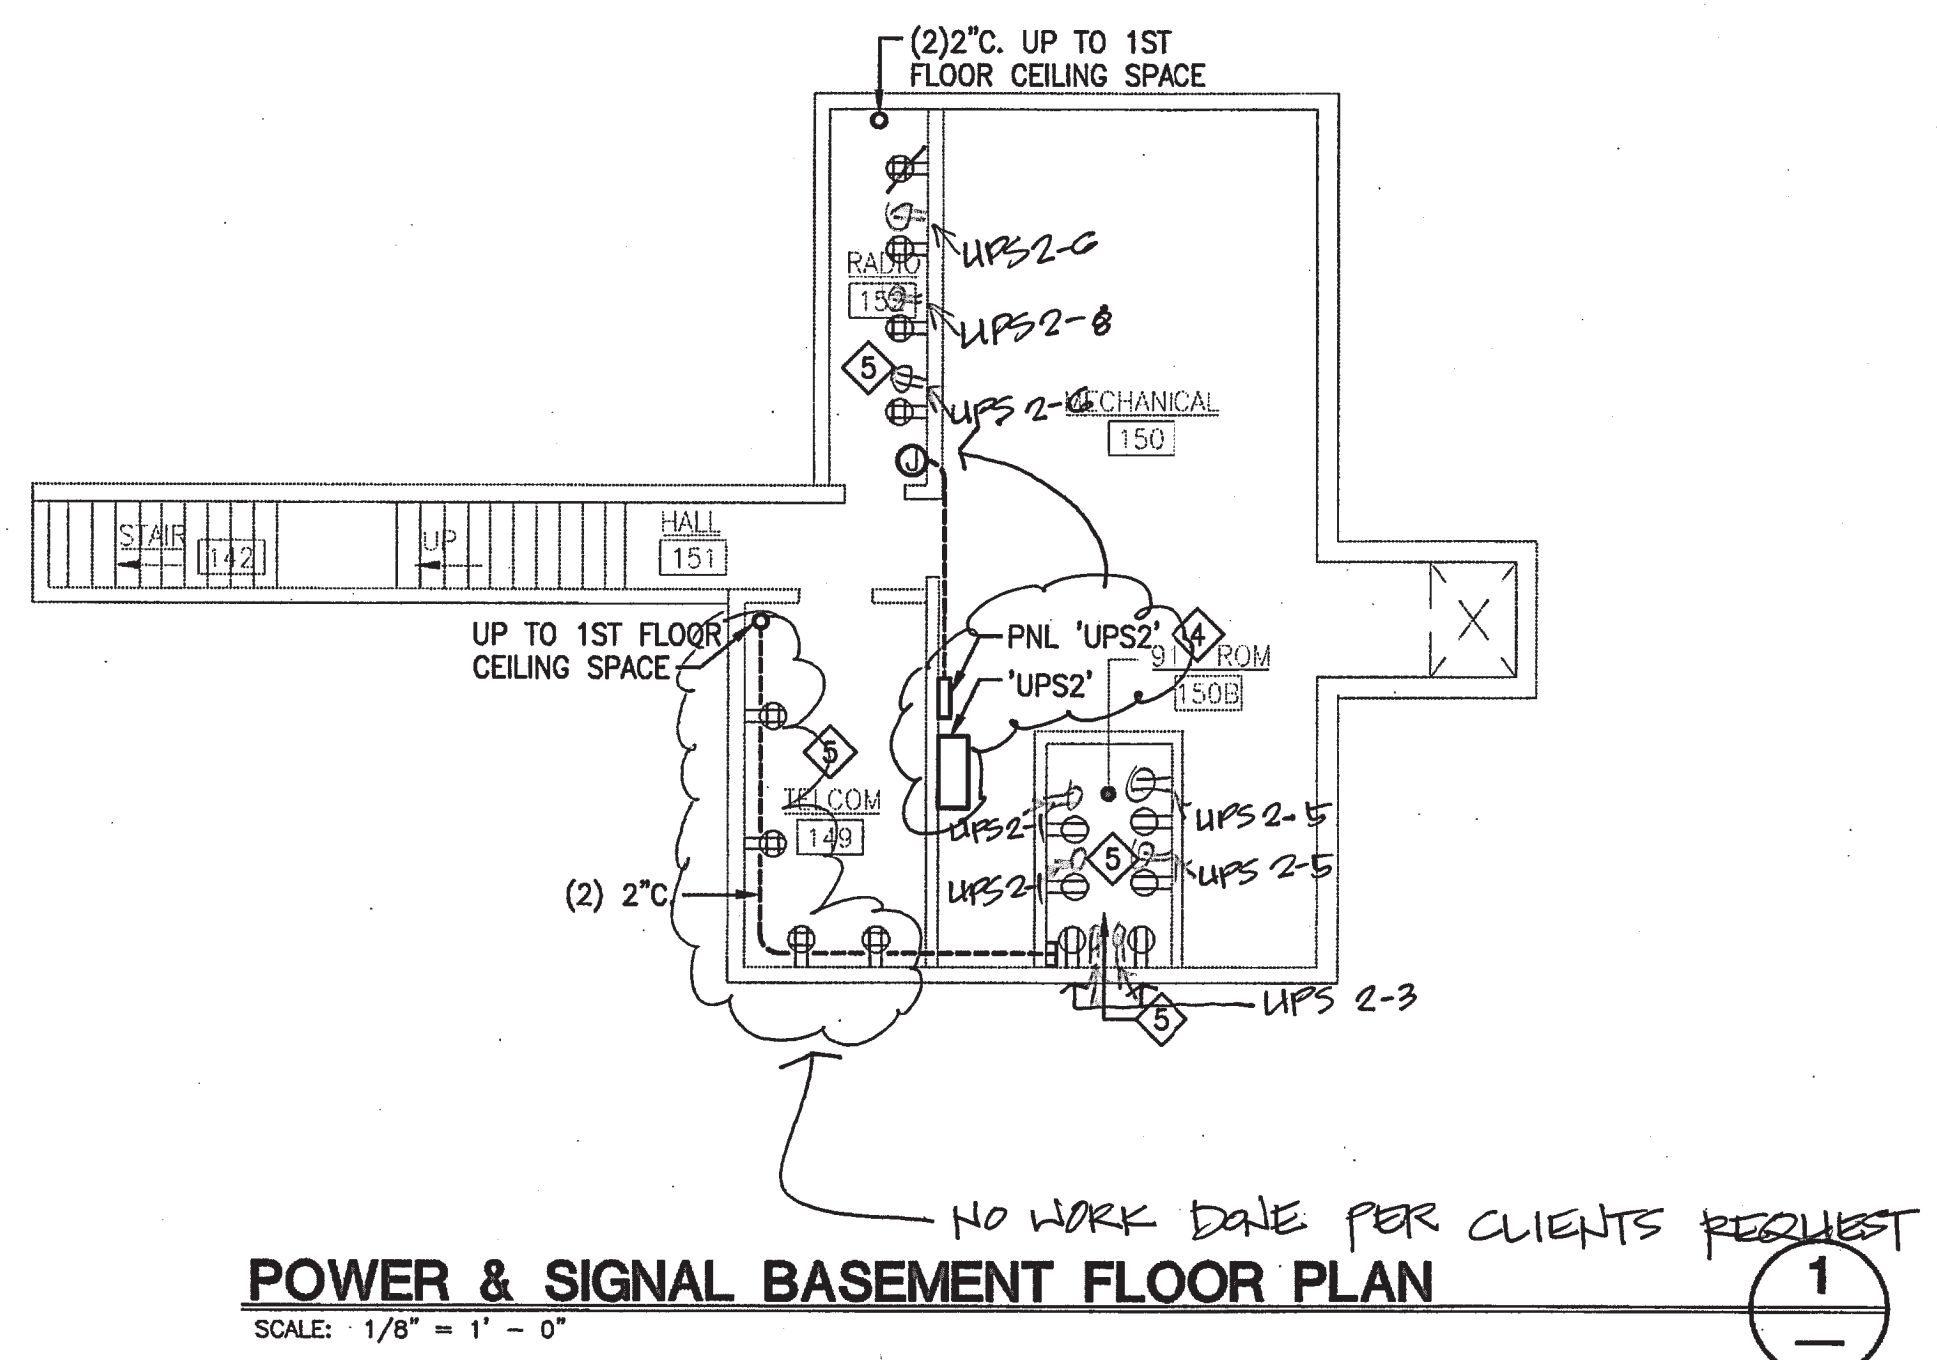 (2)2"C. UP TO 1ST
FLOOR CEILING SPACE
UPS2-6
RADIO
152
UPS2-8
5
UPS 2-6
MECHANICAL
150
J
HALL
151
STAIR
142
UP
UP TO 1ST FLOOR
CEILING SPACE
PNL 'UPS2'
4
'UPS2'
911 ROM
150B
5
TELCOM
149
UPS2-1
UPS 2-5
5
UPS2-1
UPS 2-5
(2) 2"C.
UPS 2-3
5
NO WORK DONE PER CLIENTS REQUEST
POWER & SIGNAL BASEMENT FLOOR PLAN
1
SCALE: 1/8" = 1' - 0"